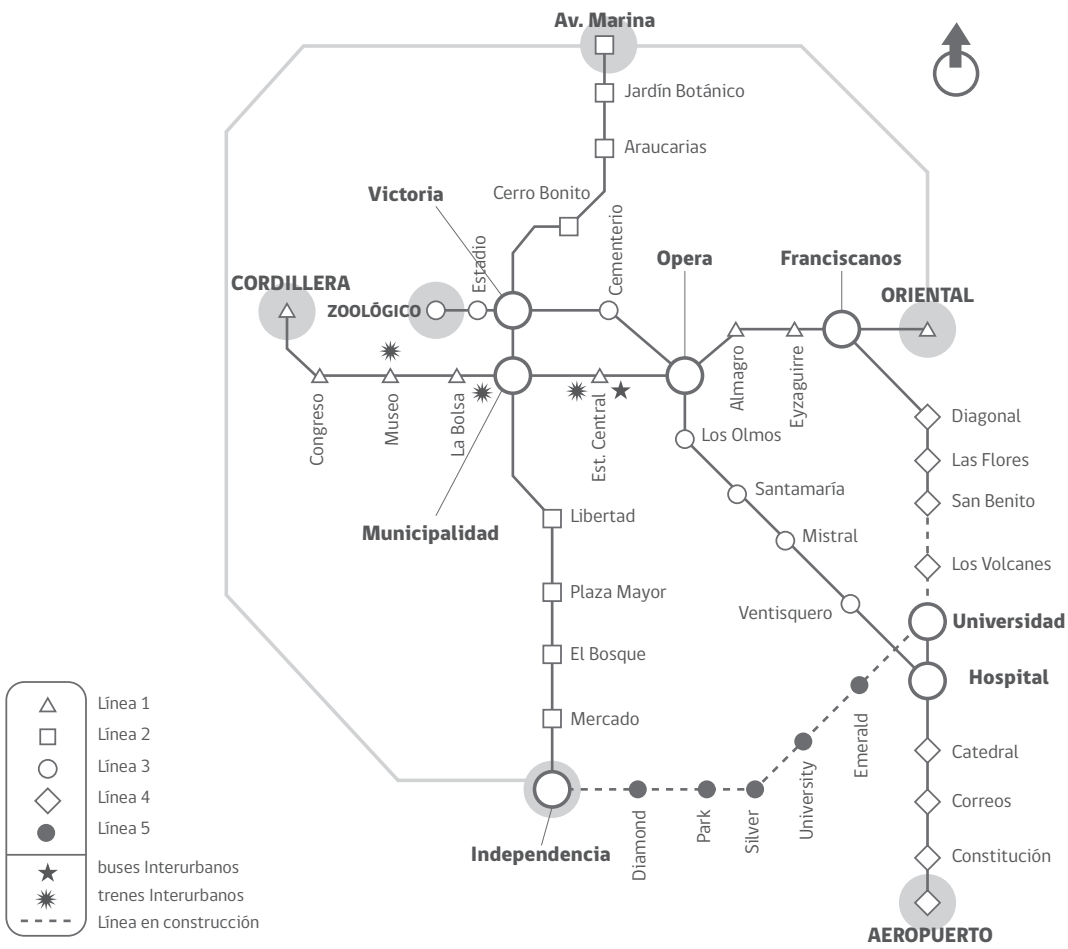 Av. Marina
Jardín Botánico
Araucarias
Cerro Bonito
Victoria
Cementerio
Estadio
Opera
Franciscanos
CORDILLERA
ZOOLÓGICO
ORIENTAL
Congreso
Museo
La Bolsa
Est. Central
Almagro
Eyzaguirre
Los Olmos
Diagonal
Las Flores
San Benito
Santamaría
Mistral
Los Volcanes
Municipalidad
Libertad
Plaza Mayor
Ventisquero
Universidad
El Bosque
Hospital
Mercado
Emerald
Catedral
University
Correos
Diamond
Park
Silver
Independencia
Constitución
AEROPUERTO
Línea 1
Línea 2
Línea 3
Línea 4
Línea 5
buses Interurbanos
trenes Interurbanos
Línea en construcción